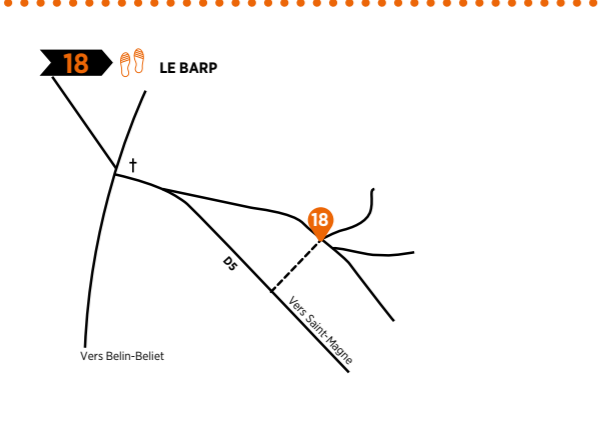 18 LE BARP
18
D5
Vers Saint-Magne
Vers Belin-Beliet